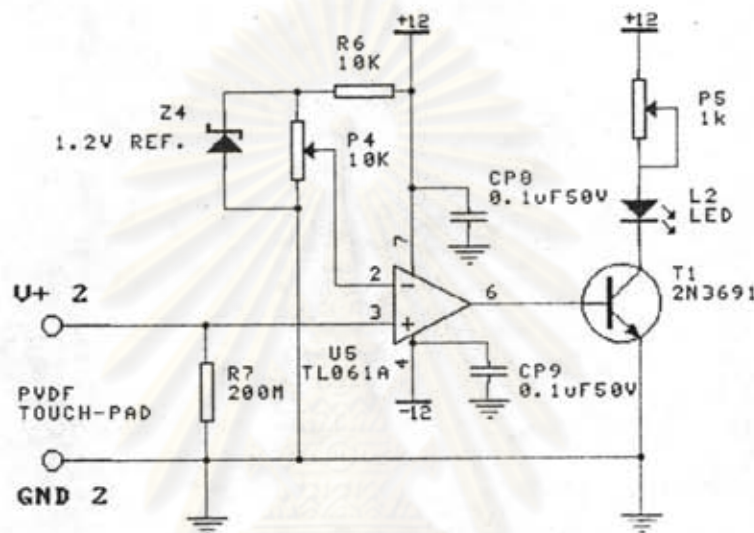 +12
+12
R6
10K
Z4
1.2V REF.
P4
10K
P5
1k
CP8
0.1uF50V
L2
LED
7
2
-
6
T1
2N3691
V+ 2
3
+
U5
TL061A
4
R7
200M
CP9
0.1uF50V
-12
PVDF
TOUCH-PAD
GND 2